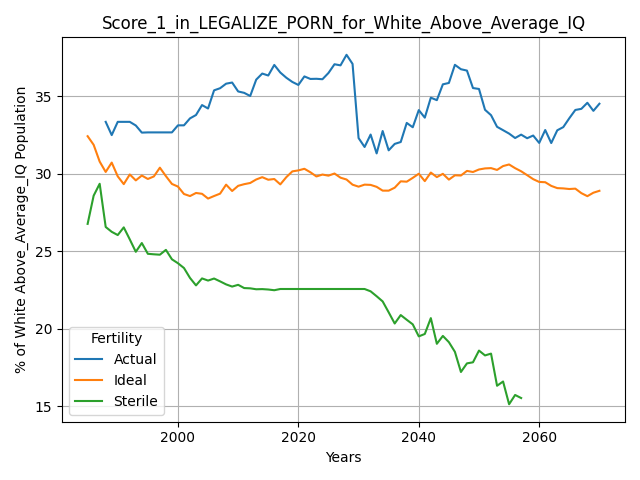 Score_1_in_LEGALIZE_PORN_for_White_Above_Average_IQ
% of White Above_Average_IQ Population
35
30
25
20
15
Fertility
Actual
Ideal
Sterile
2000 2020 2040 2060
Years